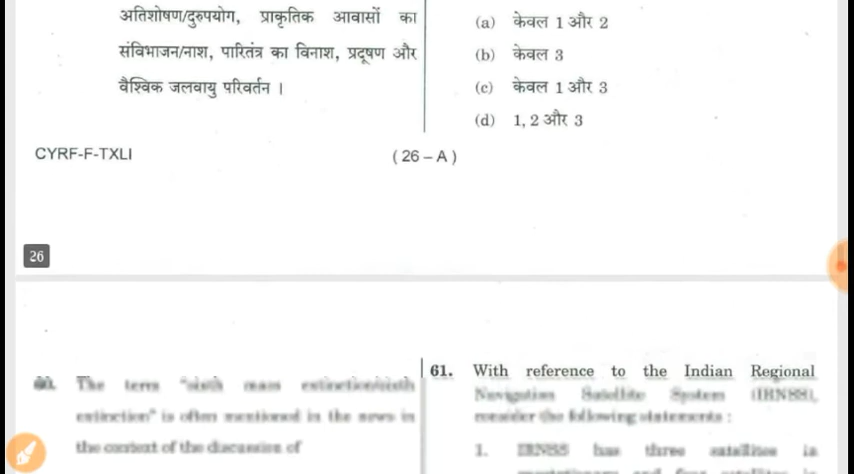 अतिशोषण/दुरुपयोग, प्राकृतिक आवासों का
संविभाजन/नाश, पारितंत्र का विनाश, प्रदूषण और
वैश्विक जलवायु परिवर्तन ।
(a) केवल 1 और 2
(b) केवल 3
(c) केवल 1 और 3
(d) 1, 2 और 3
CYRF-F-TXLI
( 26 – A )
26
60. The term "sixth mass extinction/sixth
extinction" is often mentioned in the news in
the context of the discussion of
61. With reference to the Indian Regional
Navigation Satellite System (IRNSS),
consider the following statements :
1. IRNSS has three satellites in